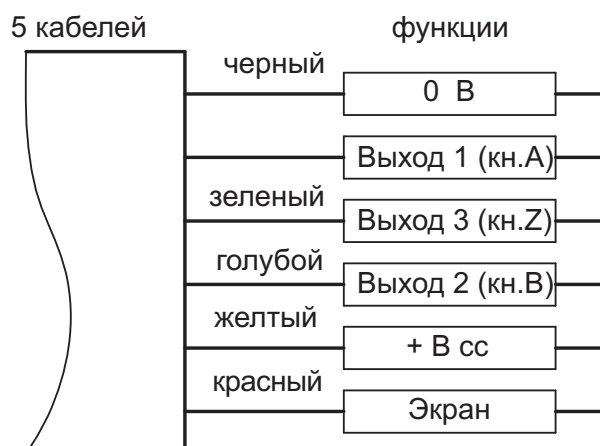 5 кабелей функции
черный
0 В
Выход 1 (кн.A)
зеленый
Выход 3 (кн.Z)
голубой
Выход 2 (кн.B)
желтый
+ В сс
красный
Экран